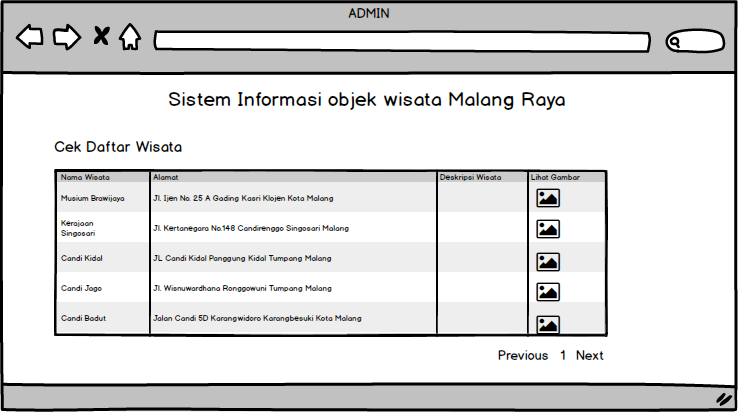 ADMIN
Sistem Informasi objek wisata Malang Raya
Cek Daftar Wisata
Nama Wisata Alamat Deskripsi Wisata Lihat Gambar
Musium Brawijaya Jl. Ijen No. 25 A Gading Kasri Klojen Kota Malang
Kerajaan
Singosari
Jl. Kertanegara No.148 Candirenggo Singosari Malang
Candi Kidal JL Candi Kidal Panggung Kidal Tumpang Malang
Candi Jago Jl. Wisnuwardhana Ronggowuni Tumpang Malang
Candi Badut Jalan Candi 5D Karangwidoro Karangbesuki Kota Malang
Previous 1 Next